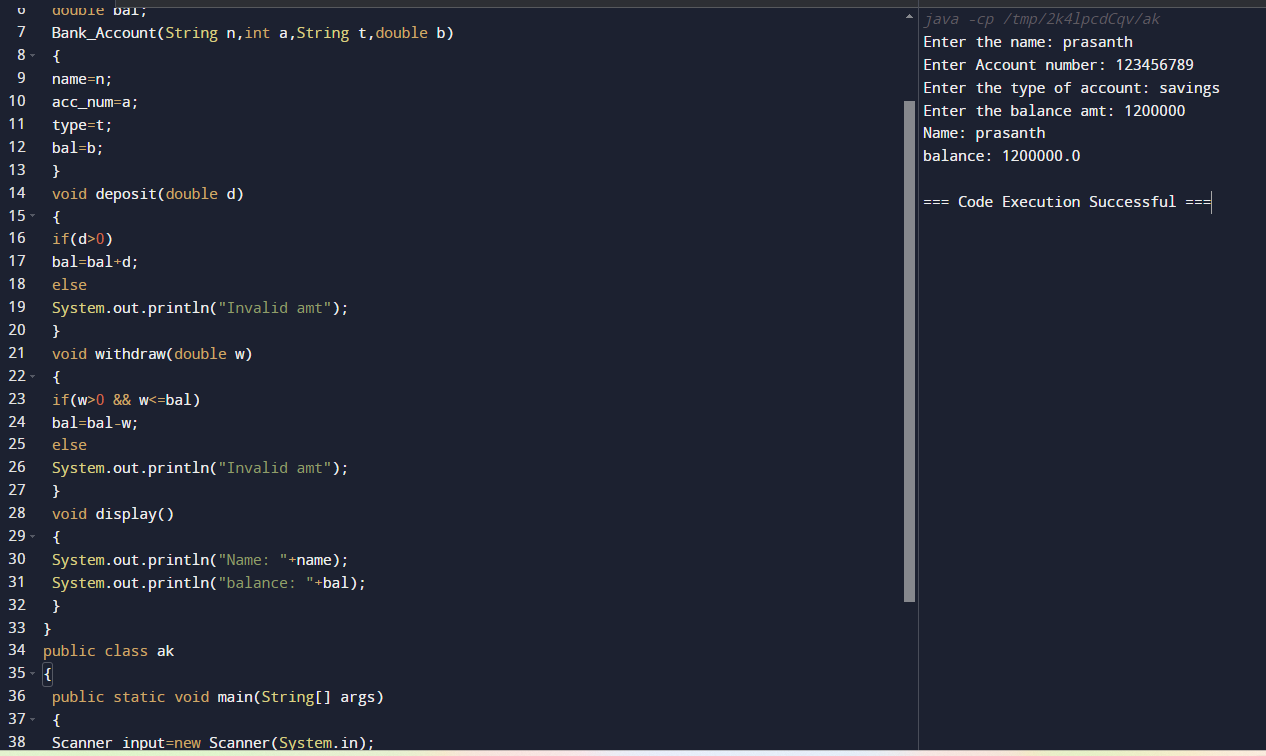 6 double bal;
7 Bank_Account(String n,int a,String t,double b)
8 {
9 name=n;
10 acc_num=a;
11 type=t;
12 bal=b;
13 }
14 void deposit(double d)
15 {
16 if(d>0)
17 bal=bal+d;
18 else
19 System.out.println("Invalid amt");
20 }
21 void withdraw(double w)
22 {
23 if(w>0 && w<=bal)
24 bal=bal-w;
25 else
26 System.out.println("Invalid amt");
27 }
28 void display()
29 {
30 System.out.println("Name: "+name);
31 System.out.println("balance: "+bal);
32 }
33 }
34 public class ak
35 {
36 public static void main(String[] args)
37 {
38 Scanner input=new Scanner(System.in);
java -cp /tmp/2k4lpcdCqv/ak
Enter the name: prasanth
Enter Account number: 123456789
Enter the type of account: savings
Enter the balance amt: 1200000
Name: prasanth
balance: 1200000.0
=== Code Execution Successful ===